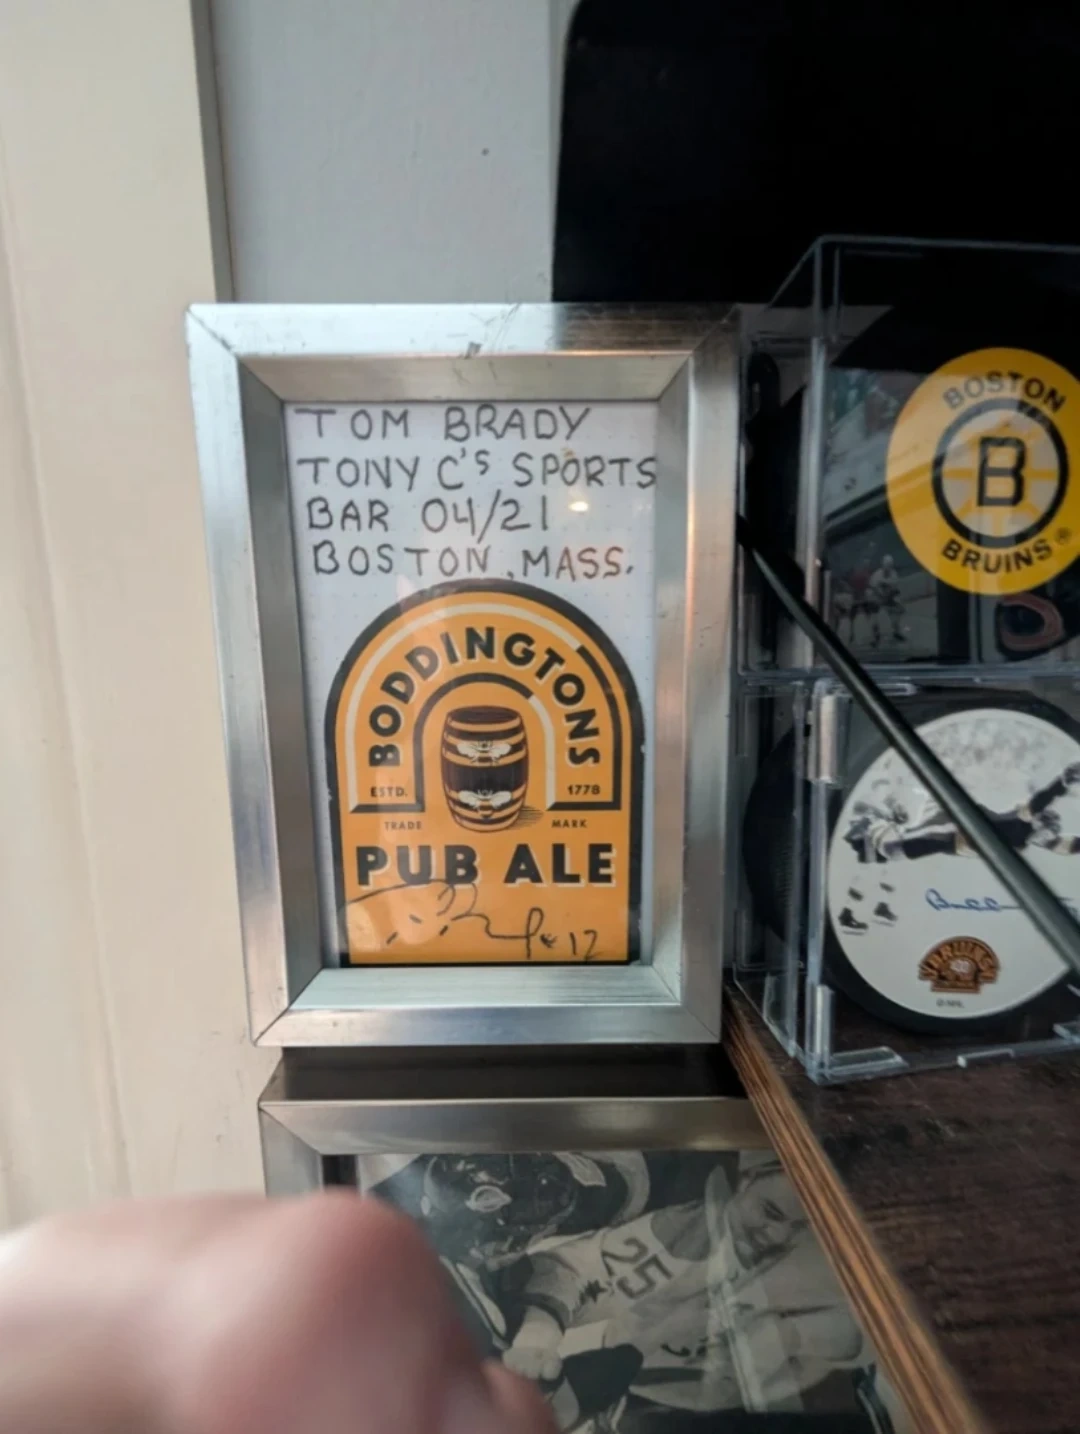 TOM BRADY
TONY C'S SPORTS
BAR 04/21
BOSTON, MASS.
BODDINGTONS
ESTD. 1778
TRADE MARK
PUB ALE
12
BOSTON
B
BRUINS®
25